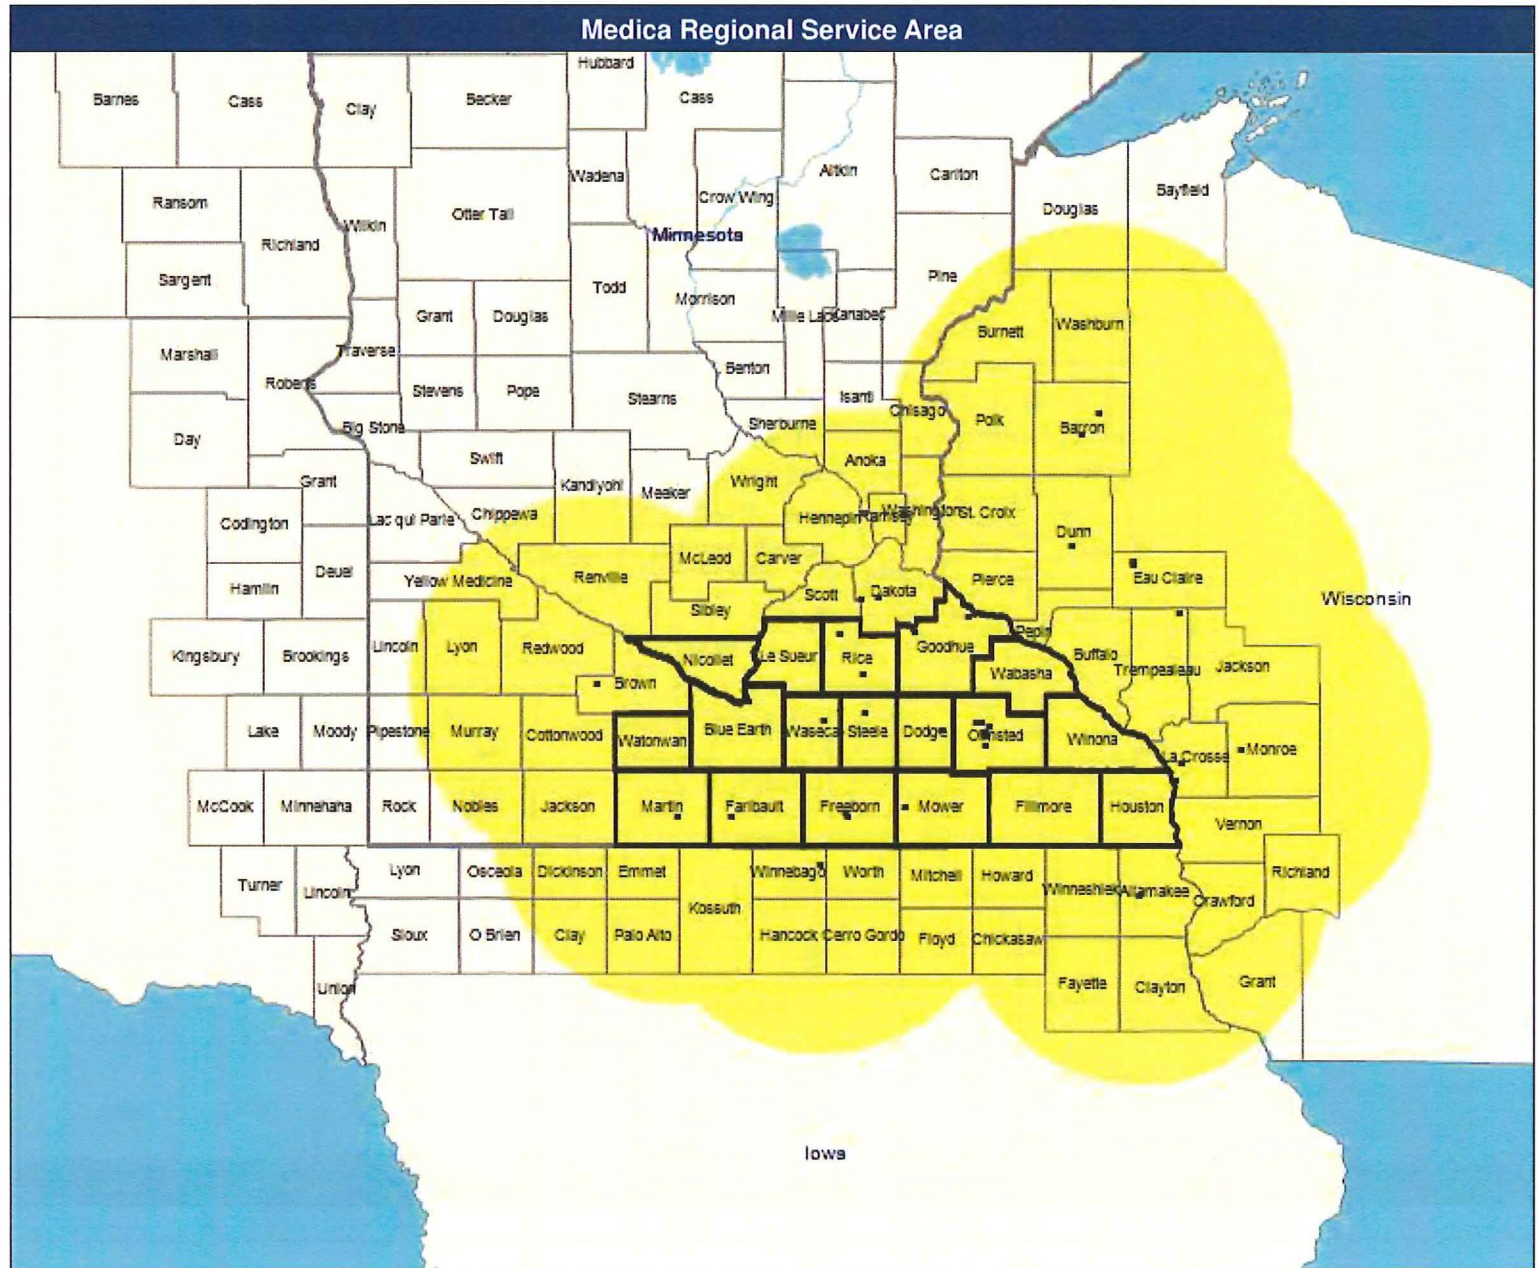 Medica Regional Service Area
Hubbard
Barnes Cass Clay Becker Cass
Wadena Aitkin Carlton
Ransom Crow Wing Bayfield
Wilkin Otter Tail Douglas
Richland Minnesota
Sargent Todd Pine
Morrison
Grant Douglas Mille Lacs Kanabec
Burnett Washburn
Marshall Traverse
Benton
Roberts Stevens Pope Isanti
Stearns Chisago
Big Stone Sherburne Polk Barron
Day
Swift Anoka
Grant Kandiyohi Meeker Wright
Codington Lac qui Parle Chippewa Hennepin Ramsey Washington St. Croix
Dunn
Deuel McLeod Carver
Hamlin Yellow Medicine Renville Pierce Eau Claire
Scott Dakota Wisconsin
Sibley
Kingsbury Brookings Lincoln Lyon Redwood Le Sueur Rice Goodhue Pepin
Nicollet Wabasha Buffalo Trempealeau Jackson
Brown
Lake Moody Pipestone Murray Cottonwood Watonwan Blue Earth Waseca Steele Dodge Olmsted Winona
La Crosse Monroe
McCook Minnehaha Rock Nobles Jackson Martin Faribault Freeborn Mower Fillmore Houston
Vernon
Lyon Osceola Dickinson Emmet Winnebago Worth Mitchell Howard Richland
Turner Lincoln Winneshiek Allamakee Crawford
Kossuth
Sioux O Brien Clay Palo Alto Hancock Cerro Gordo Floyd Chickasaw
Union Fayette Clayton Grant
Iowa